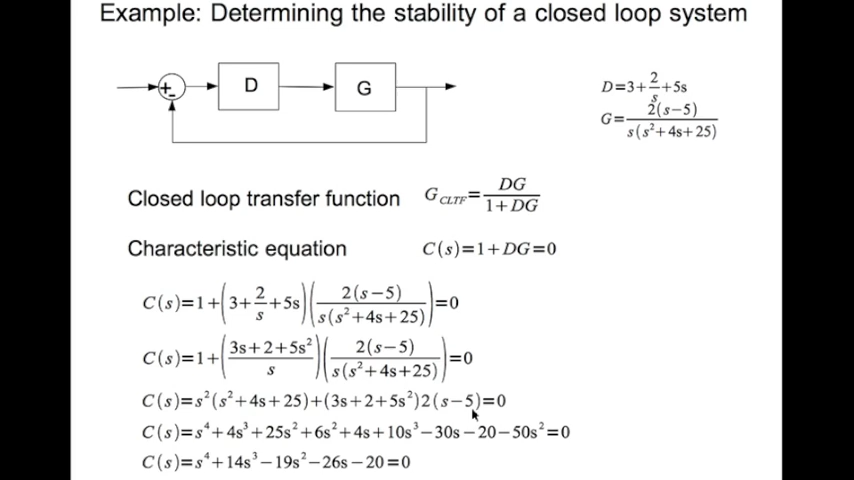 Example: Determining the stability of a closed loop system
+
-
D
G
D=3+2/s+5s
G=2(s−5)/s(s²+4s+25)
Closed loop transfer function G_CLTF=DG/1+DG
Characteristic equation C(s)=1+DG=0
C(s)=1+(3+2/s+5s)(2(s−5)/s(s²+4s+25))=0
C(s)=1+(3s+2+5s²/s)(2(s−5)/s(s²+4s+25))=0
C(s)=s²(s²+4s+25)+(3s+2+5s²)2(s−5)=0
C(s)=s⁴+4s³+25s²+6s²+4s+10s³−30s−20−50s²=0
C(s)=s⁴+14s³−19s²−26s−20=0